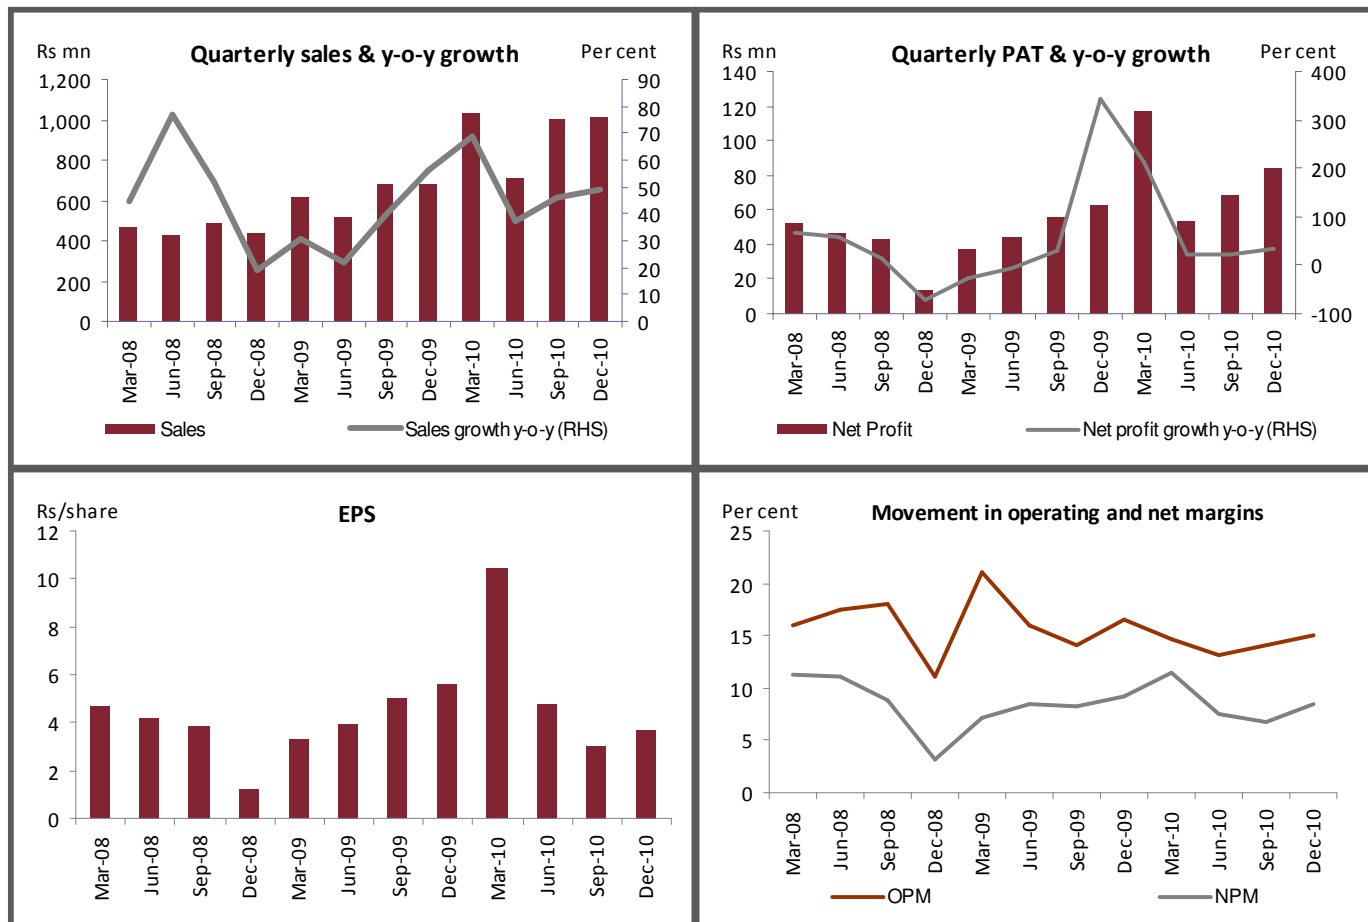 Quarterly sales & y-o-y growth
Rs mn
Per cent
1,200
1,000
800
600
400
200
0
90
80
70
60
50
40
30
20
10
0
Mar-08
Jun-08
Sep-08
Dec-08
Mar-09
Jun-09
Sep-09
Dec-09
Mar-10
Jun-10
Sep-10
Dec-10
Sales
Sales growth y-o-y (RHS)
Quarterly PAT & y-o-y growth
Rs mn
Per cent
140
120
100
80
60
40
20
0
400
300
200
100
0
-100
Mar-08
Jun-08
Sep-08
Dec-08
Mar-09
Jun-09
Sep-09
Dec-09
Mar-10
Jun-10
Sep-10
Dec-10
Net Profit
Net profit growth y-o-y (RHS)
Rs/share
EPS
12
10
8
6
4
2
0
Mar-08
Jun-08
Sep-08
Dec-08
Mar-09
Jun-09
Sep-09
Dec-09
Mar-10
Jun-10
Sep-10
Dec-10
Per cent
Movement in operating and net margins
25
20
15
10
5
0
Mar-08
Jun-08
Sep-08
Dec-08
Mar-09
Jun-09
Sep-09
Dec-09
Mar-10
Jun-10
Sep-10
Dec-10
OPM
NPM